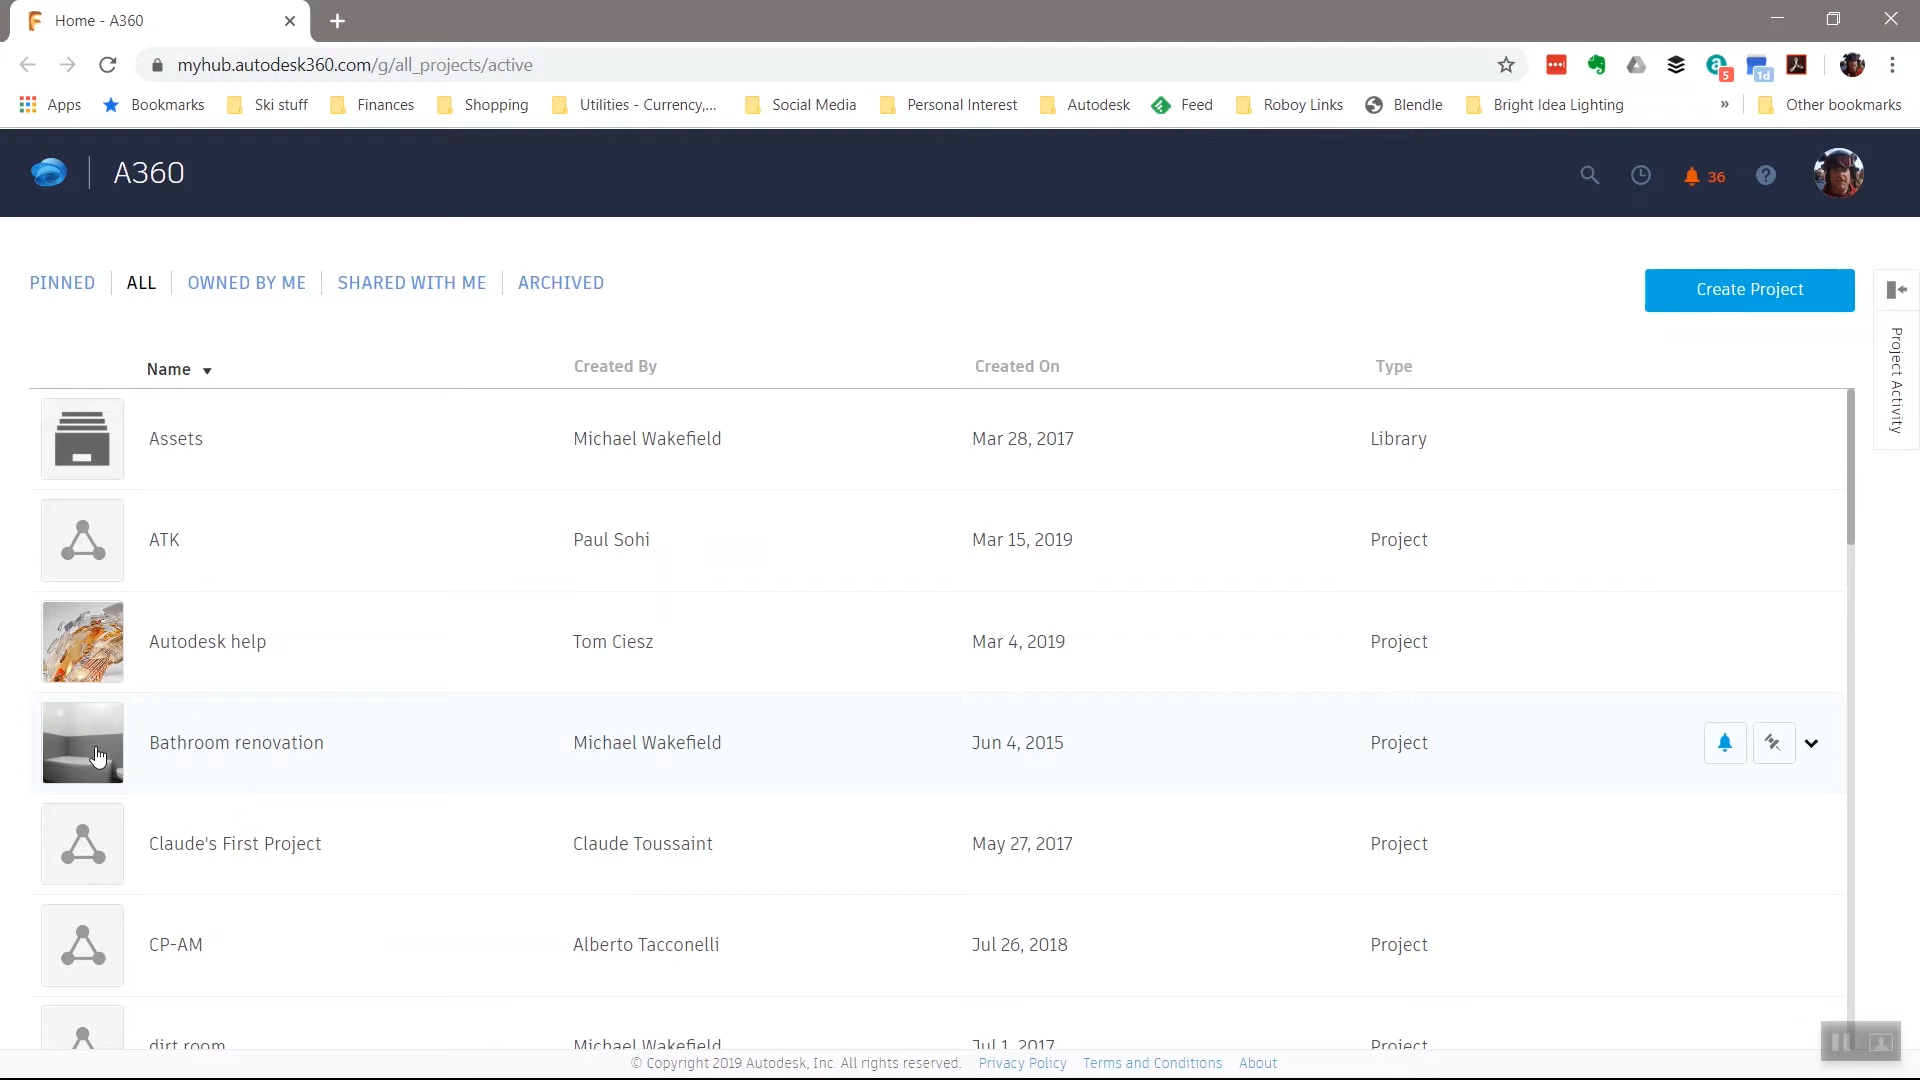 Home - A360
myhub.autodesk360.com/g/all_projects/active
5
1d
Apps Bookmarks Ski stuff Finances Shopping Utilities - Currency,... Social Media Personal Interest Autodesk Feed Roboy Links Blendle Bright Idea Lighting » Other bookmarks
A360
36
PINNED ALL OWNED BY ME SHARED WITH ME ARCHIVED
Create Project
Project Activity
Name Created By Created On Type
Assets Michael Wakefield Mar 28, 2017 Library
ATK Paul Sohi Mar 15, 2019 Project
Autodesk help Tom Ciesz Mar 4, 2019 Project
Bathroom renovation Michael Wakefield Jun 4, 2015 Project
Claude's First Project Claude Toussaint May 27, 2017 Project
CP-AM Alberto Tacconelli Jul 26, 2018 Project
dirt room Michael Wakefield Jul 1, 2017 Project
© Copyright 2019 Autodesk, Inc. All rights reserved. Privacy Policy Terms and Conditions About